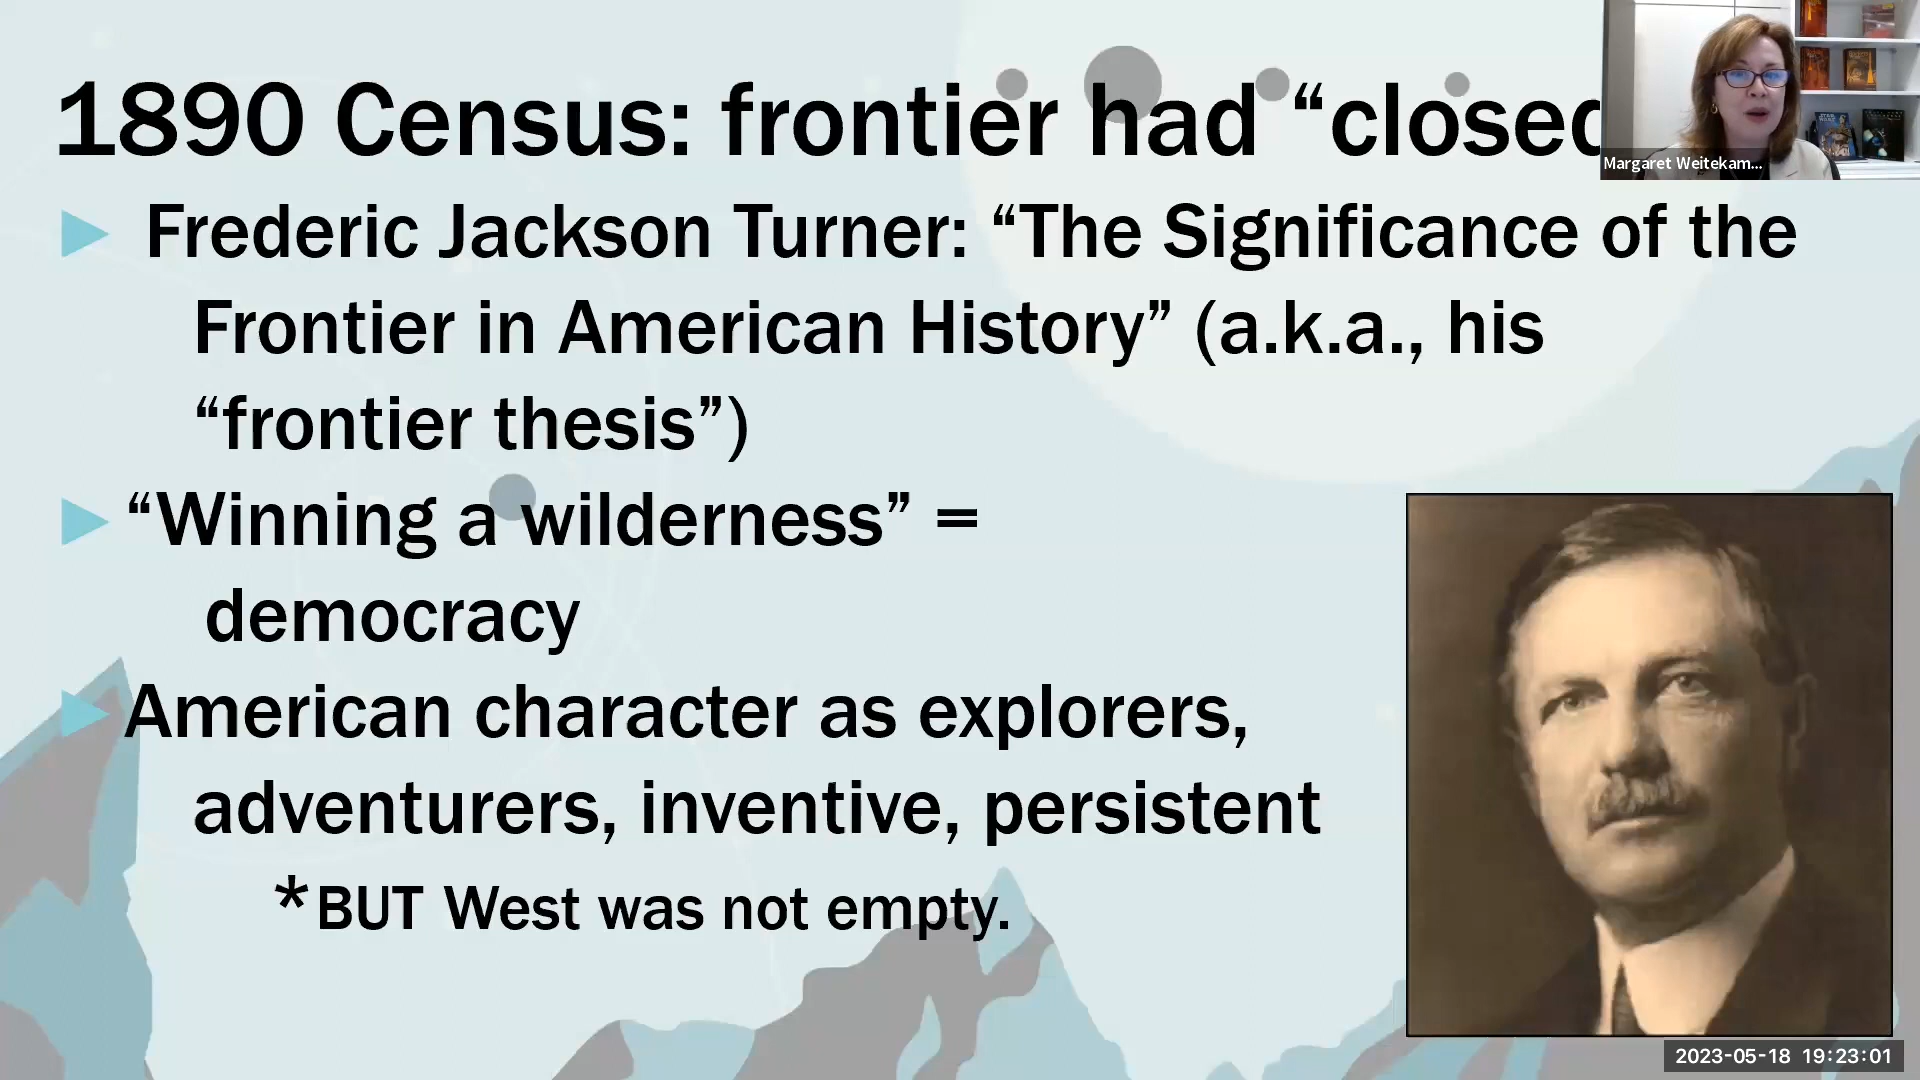 1890 Census: frontier had “closed
Margaret Weitekam...
Frederic Jackson Turner: “The Significance of the
Frontier in American History” (a.k.a., his
“frontier thesis”)
“Winning a wilderness” =
democracy
American character as explorers,
adventurers, inventive, persistent
*BUT West was not empty.
2023-05-18 19:23:01